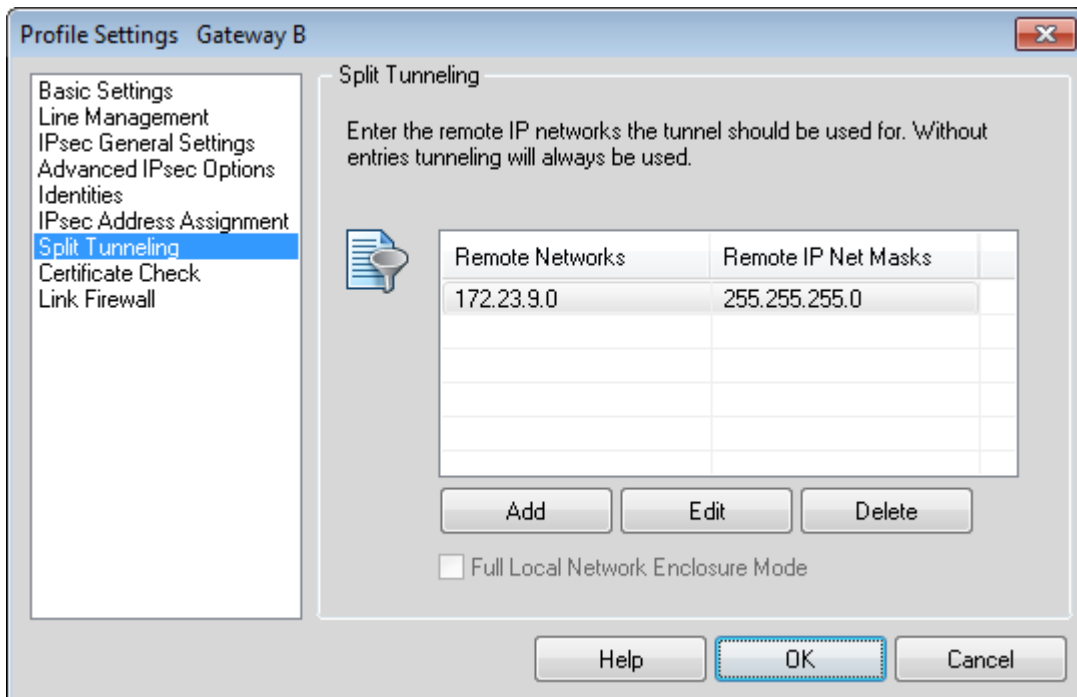 Profile Settings   Gateway B
Basic Settings
Line Management
IPsec General Settings
Advanced IPsec Options
Identities
IPsec Address Assignment
Split Tunneling
Certificate Check
Link Firewall
Split Tunneling
Enter the remote IP networks the tunnel should be used for. Without
entries tunneling will always be used.
Remote Networks   Remote IP Net Masks
172.23.9.0   255.255.255.0
Add   Edit   Delete
Full Local Network Enclosure Mode
Help   OK   Cancel